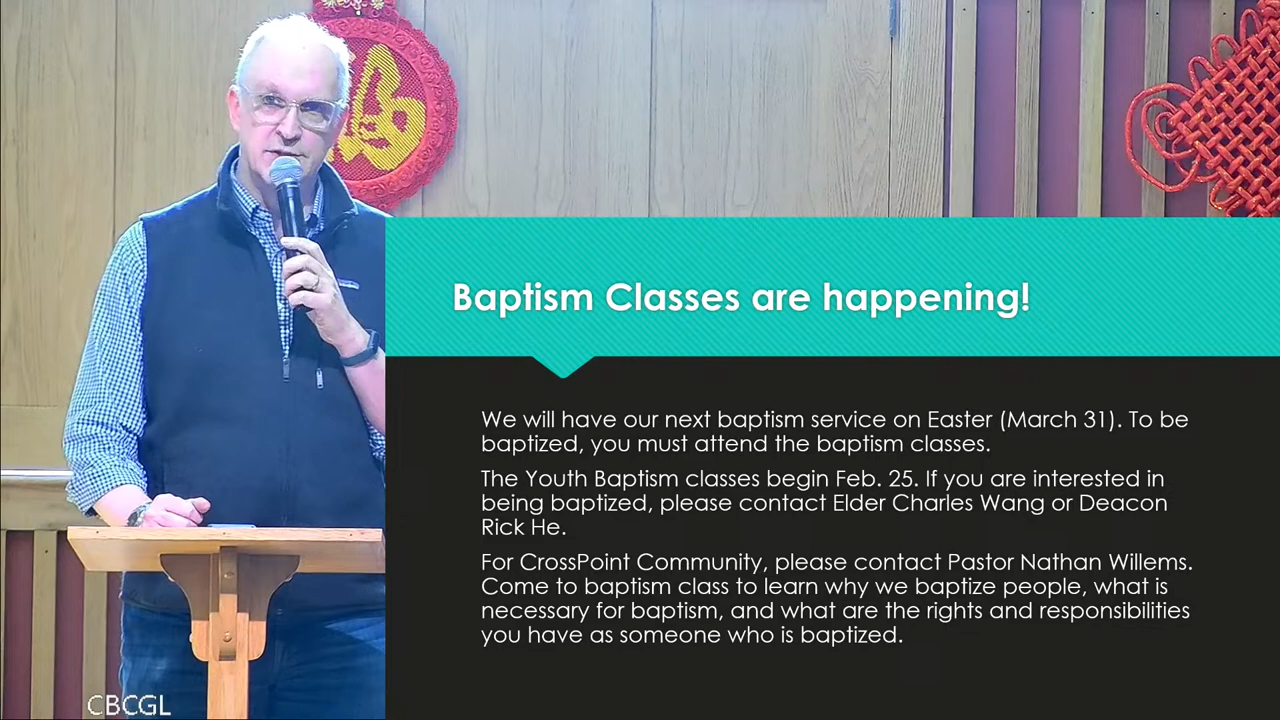 福
Baptism Classes are happening!
We will have our next baptism service on Easter (March 31). To be
baptized, you must attend the baptism classes.
The Youth Baptism classes begin Feb. 25. If you are interested in
being baptized, please contact Elder Charles Wang or Deacon
Rick He.
For CrossPoint Community, please contact Pastor Nathan Willems.
Come to baptism class to learn why we baptize people, what is
necessary for baptism, and what are the rights and responsibilities
you have as someone who is baptized.
CBCGL